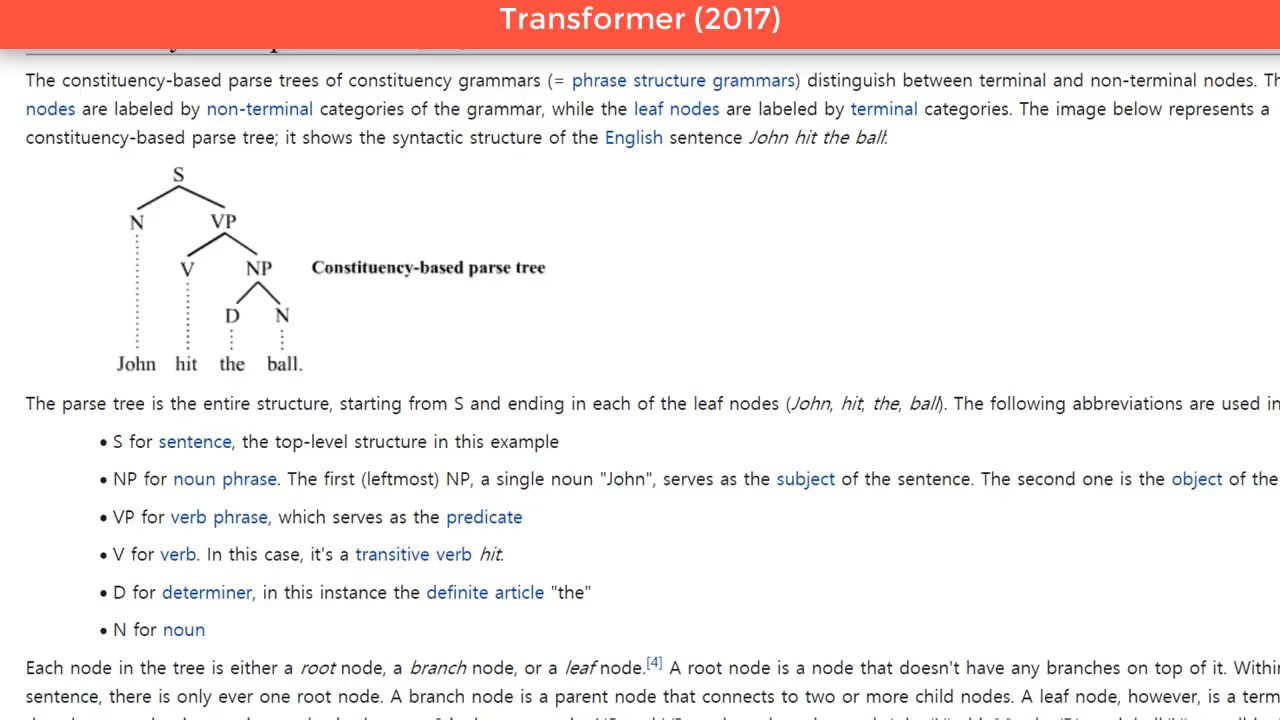 Transformer (2017)
The constituency-based parse trees of constituency grammars (= phrase structure grammars) distinguish between terminal and non-terminal nodes.
nodes are labeled by non-terminal categories of the grammar, while the leaf nodes are labeled by terminal categories. The image below represents a
constituency-based parse tree; it shows the syntactic structure of the English sentence John hit the ball:
S
N VP
V NP Constituency-based parse tree
D N
John hit the ball.
The parse tree is the entire structure, starting from S and ending in each of the leaf nodes (John, hit, the, ball). The following abbreviations are used in
• S for sentence, the top-level structure in this example
• NP for noun phrase. The first (leftmost) NP, a single noun "John", serves as the subject of the sentence. The second one is the object of the
• VP for verb phrase, which serves as the predicate
• V for verb. In this case, it's a transitive verb hit.
• D for determiner, in this instance the definite article "the"
• N for noun
Each node in the tree is either a root node, a branch node, or a leaf node.[4] A root node is a node that doesn't have any branches on top of it. Within
sentence, there is only ever one root node. A branch node is a parent node that connects to two or more child nodes. A leaf node, however, is a